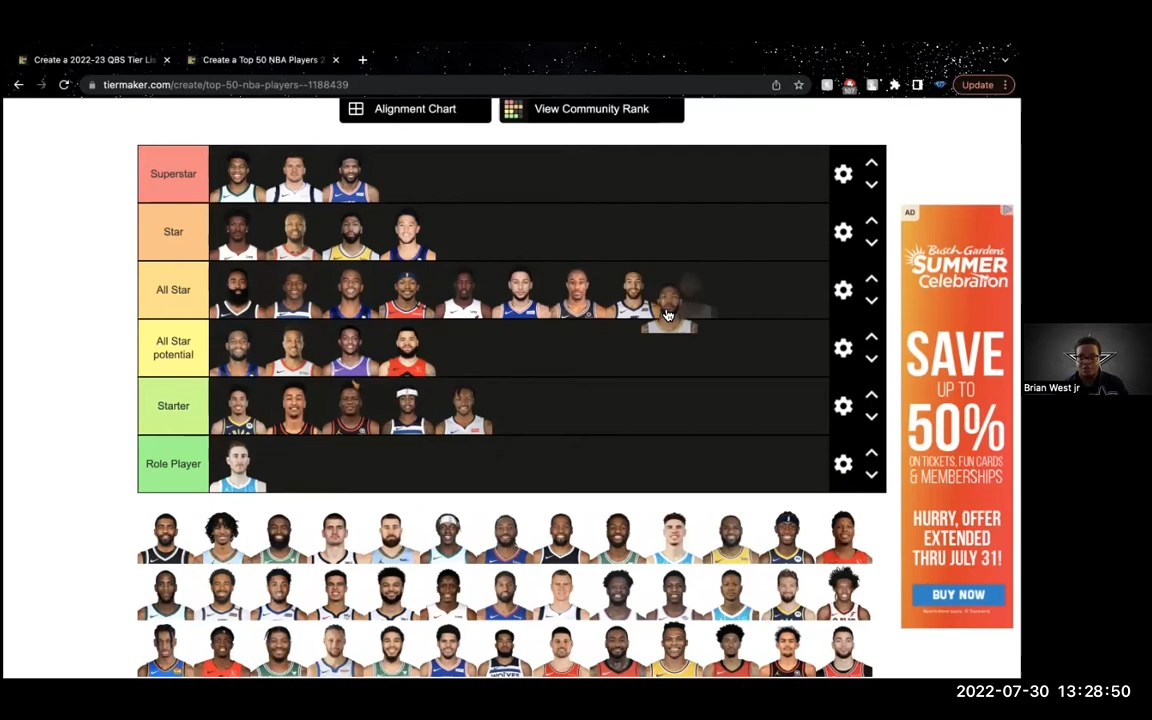 Create a 2022-23 QBS Tier Lis
Create a Top 50 NBA Players 2
tiermaker.com/create/top-50-nba-players--1188439
107
Update
Alignment Chart
View Community Rank
Superstar
Star
All Star
All Star
potential
Starter
Role Player
AD
Busch Gardens
SUMMER
Celebration
SAVE
UP TO
50%
ON TICKETS, FUN CARDS
& MEMBERSHIPS
HURRY, OFFER
EXTENDED
THRU JULY 31!
BUY NOW
Brian West jr
2022-07-30 13:28:50